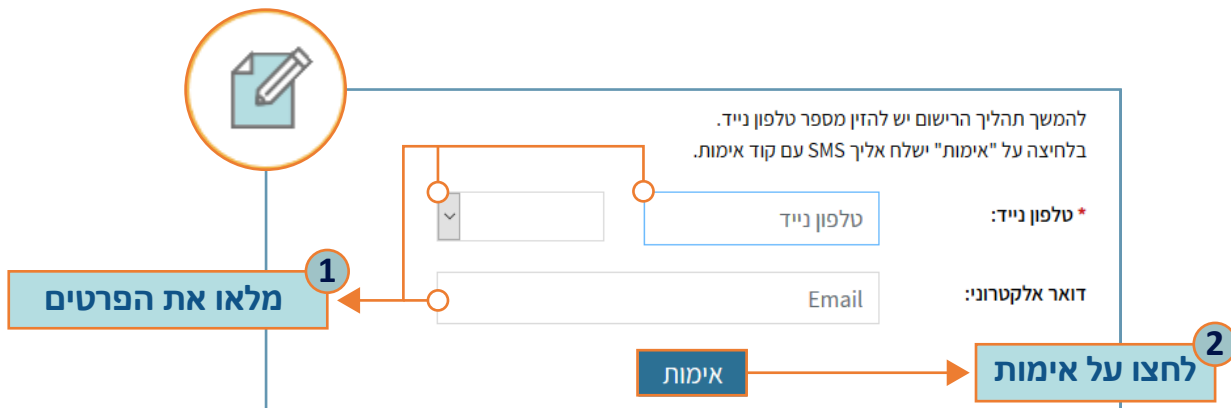 להמשך תהליך הרישום יש להזין מספר טלפון נייד.
בלחיצה על "אימות" ישלח אליך SMS עם קוד אימות.
* טלפון נייד:
טלפון נייד
1
מלאו את הפרטים
דואר אלקטרוני:
Email
2
לחצו על אימות
אימות